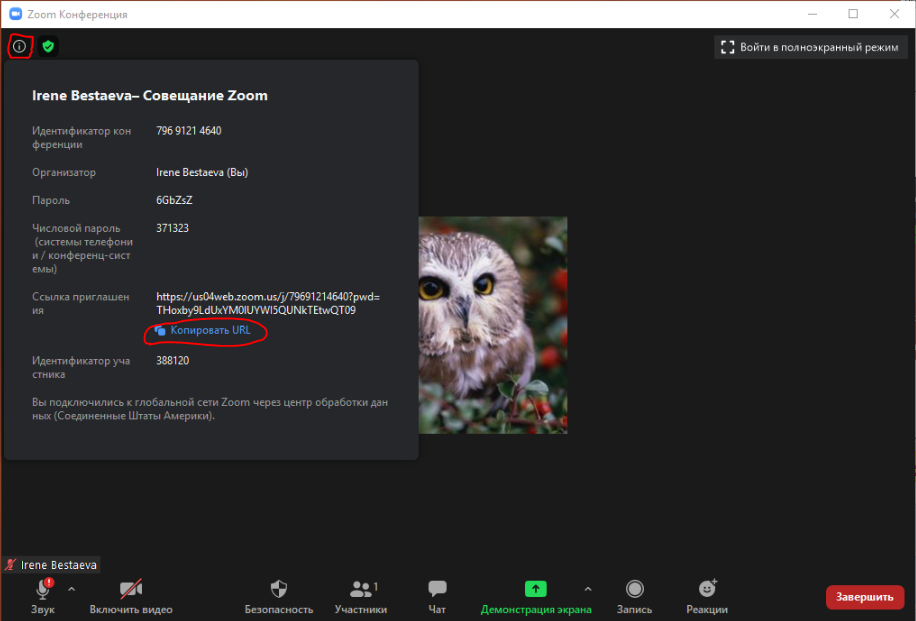 Zoom Конференция
Войти в полноэкранный режим
Irene Bestaeva– Совещание Zoom
Идентификатор кон
ференции
796 9121 4640
Организатор
Irene Bestaeva (Вы)
Пароль
6GbZsZ
Числовой пароль
(системы телефони
и / конференц-сист
емы)
371323
Ссылка приглашен
ия
https://us04web.zoom.us/j/79691214640?pwd=
Копировать URL
Идентификатор уча
стника
388120
Вы подключились к глобальной сети Zoom через центр обработки дан
ных (Соединенные Штаты Америки).
Irene Bestaeva
Звук
Включить видео
Безопасность
1
Участники
Чат
Демонстрация экрана
Запись
Реакции
Завершить